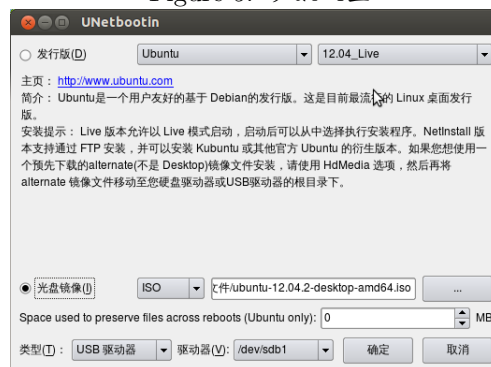 UNetbootin
发行版(D) Ubuntu 12.04_Live
主页： http://www.ubuntu.com
简介： Ubuntu是一个用户友好的基于 Debian的发行版。这是目前最流行的 Linux 桌面发行
版。
安装提示： Live 版本允许以 Live 模式启动，启动后可以从中选择执行安装程序。NetInstall 版
本支持通过 FTP 安装，并可以安装 Kubuntu 或其他官方 Ubuntu 的衍生版本。如果您想使用一
个预先下载的alternate(不是 Desktop)镜像文件安装，请使用 HdMedia 选项，然后再将
alternate 镜像文件移动至您硬盘驱动器或USB驱动器的根目录下。
光盘镜像(I) ISO 件/ubuntu-12.04.2-desktop-amd64.iso ...
Space used to preserve files across reboots (Ubuntu only): 0 MB
类型(T)： USB 驱动器 驱动器(V): /dev/sdb1 确定 取消